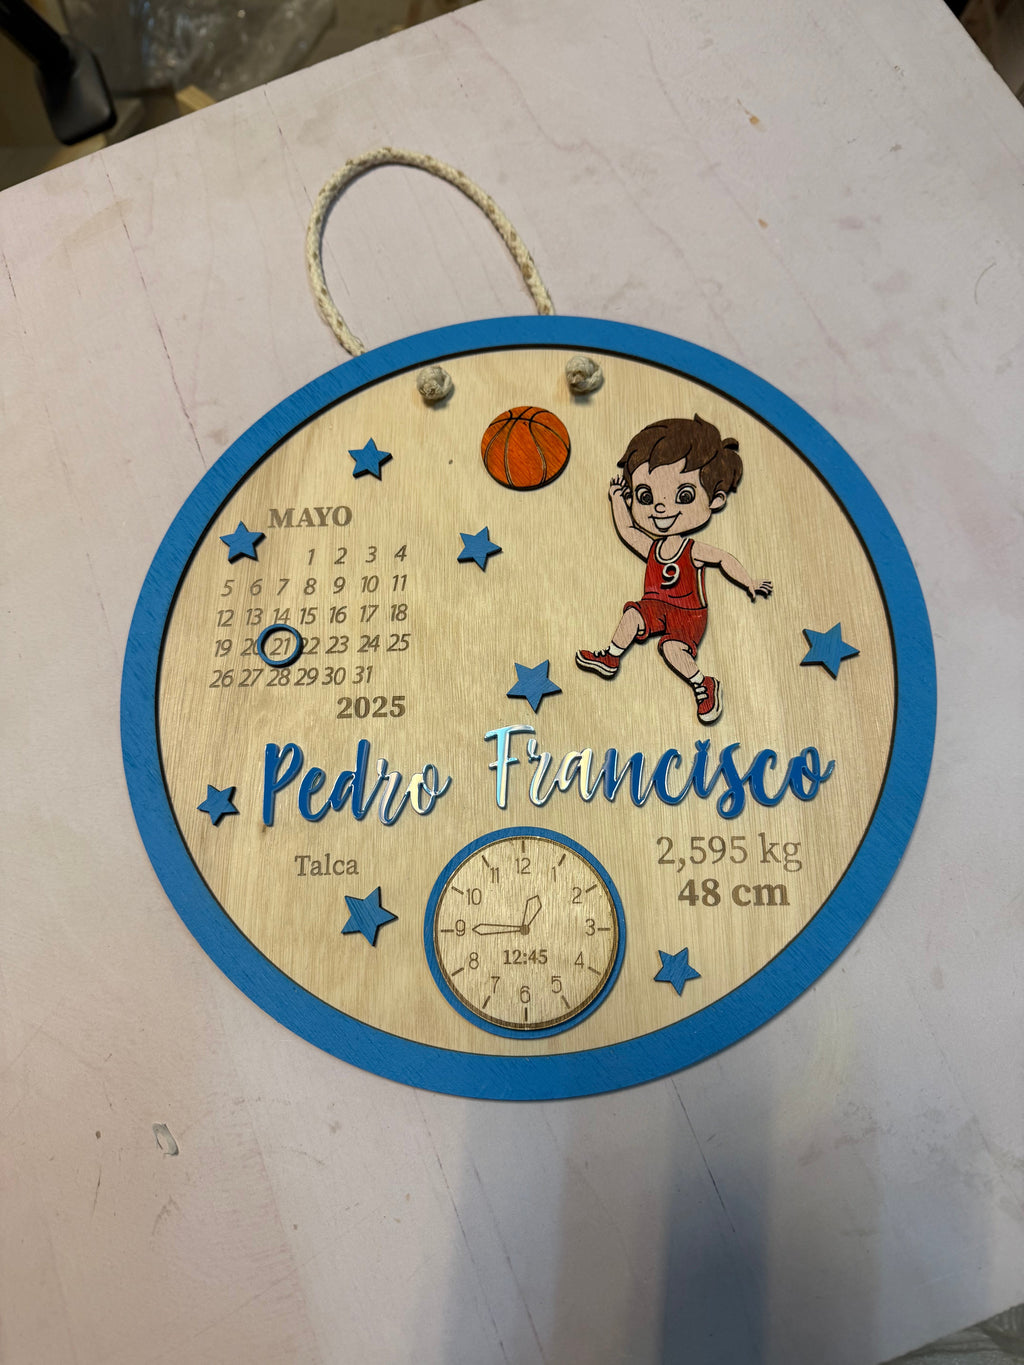 MAYO
1 2 3 4
5 6 7 8 9 10 11
12 13 14 15 16 17 18
19 20 21 22 23 24 25
26 27 28 29 30 31
2025
9
Pedro Francisco
Talca
2,595 kg
48 cm
12 1 2 3 4 5 6 7 8 9 10 11
12:45